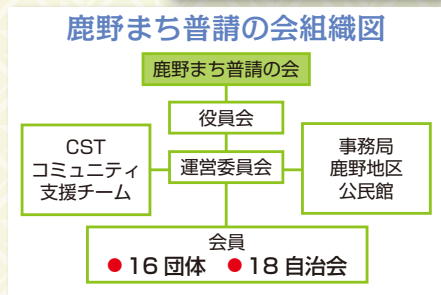 鹿野まち普請の会組織図
鹿野まち普請の会
役員会
CST
コミュニティ
支援チーム
運営委員会
事務局
鹿野地区
公民館
会員
●16団体 ●18自治会